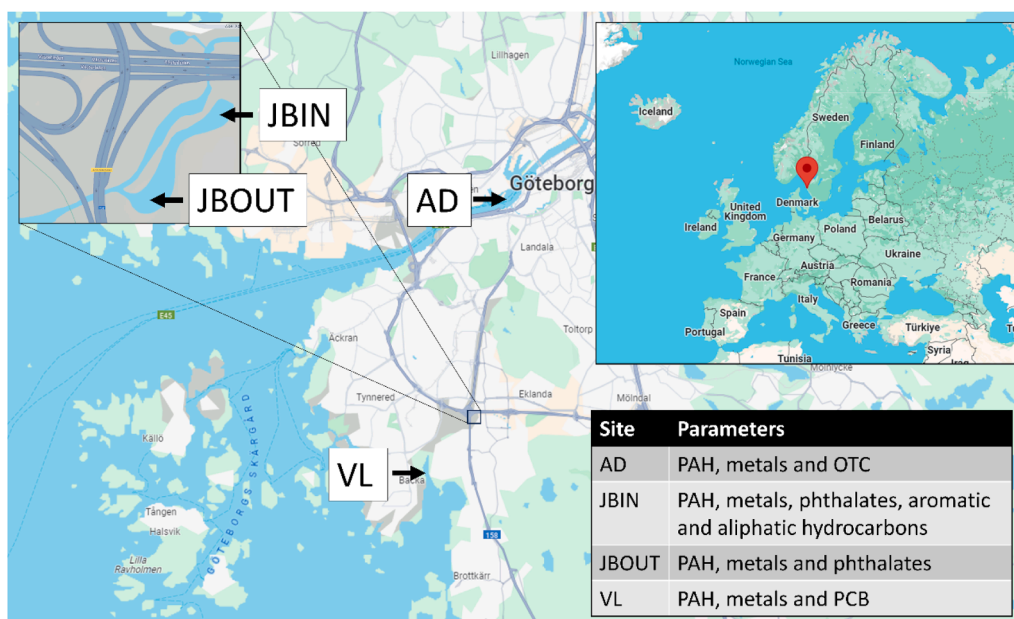 Lillhagen
JBIN
Sörred
JBOUT
AD
Göteborg
Landala
E45
Toltorp
Äckran
Tynnered
Eklanda
Mölndal
Mölnlycke
Källö
GÖTEBORGS SKÄRGÅRD
VL
Backa
Tången
Halsvik
158
Lilla
Rävholmen
Brottkärr
Norwegian Sea
Iceland
Sweden
Finland
Denmark
United
Kingdom
Ireland
Poland
Belarus
Germany
Ukraine
Austria
France
Romania
Italy
Spain
Portugal
Greece
Türkiye
Syria
Tunisia
Site Parameters
AD PAH, metals and OTC
JBIN PAH, metals, phthalates, aromatic
and aliphatic hydrocarbons
JBOUT PAH, metals and phthalates
VL PAH, metals and PCB